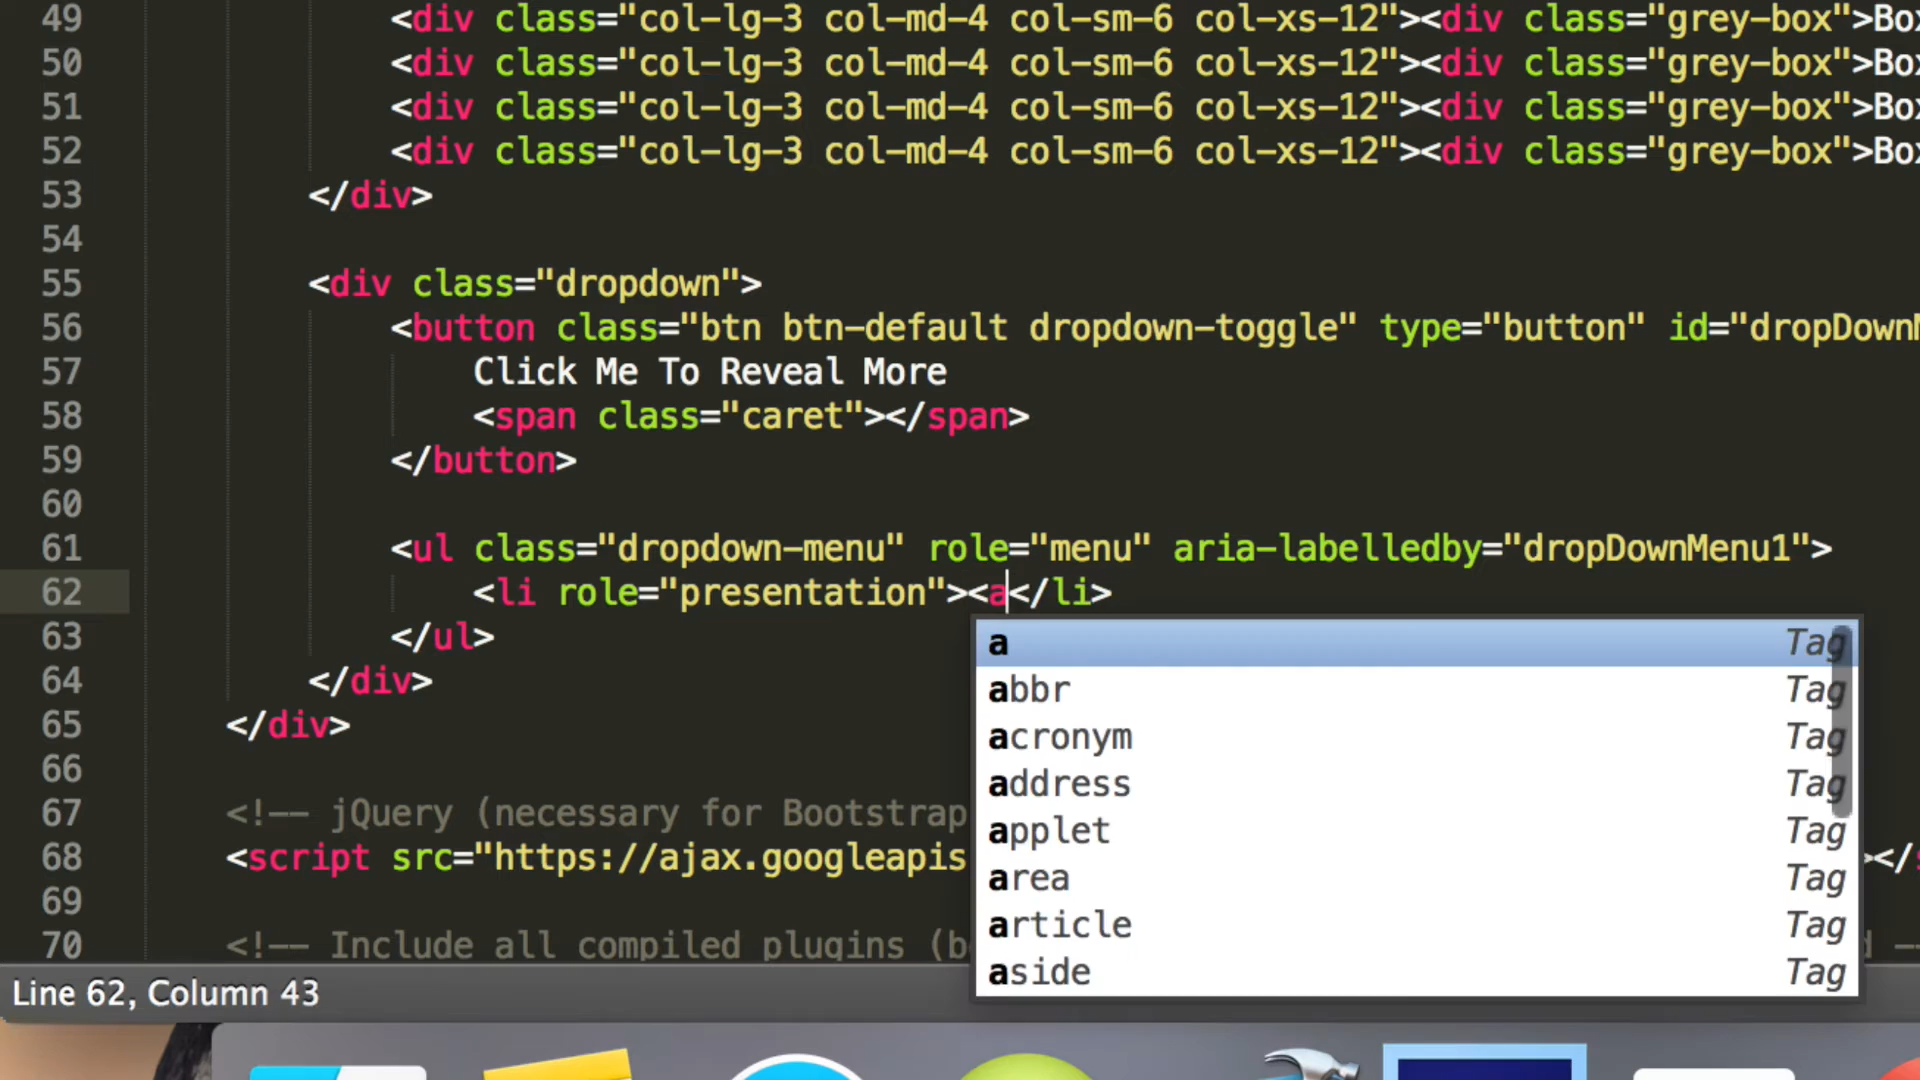 49 <div class="col-lg-3 col-md-4 col-sm-6 col-xs-12"><div class="grey-box">Box
50 <div class="col-lg-3 col-md-4 col-sm-6 col-xs-12"><div class="grey-box">Box
51 <div class="col-lg-3 col-md-4 col-sm-6 col-xs-12"><div class="grey-box">Box
52 <div class="col-lg-3 col-md-4 col-sm-6 col-xs-12"><div class="grey-box">Box
53 </div>
54
55 <div class="dropdown">
56 <button class="btn btn-default dropdown-toggle" type="button" id="dropDownM
57 Click Me To Reveal More
58 <span class="caret"></span>
59 </button>
60
61 <ul class="dropdown-menu" role="menu" aria-labelledby="dropDownMenu1">
62 <li role="presentation"><a</li>
63 </ul>
a Tag
64 </div>
abbr Tag
65 </div>
acronym Tag
66
address Tag
67 <!-- jQuery (necessary for Bootstrap
applet Tag
68 <script src="https://ajax.googleapis ></s
area Tag
69
article Tag
70 <!-- Include all compiled plugins (be
aside Tag
Line 62, Column 43